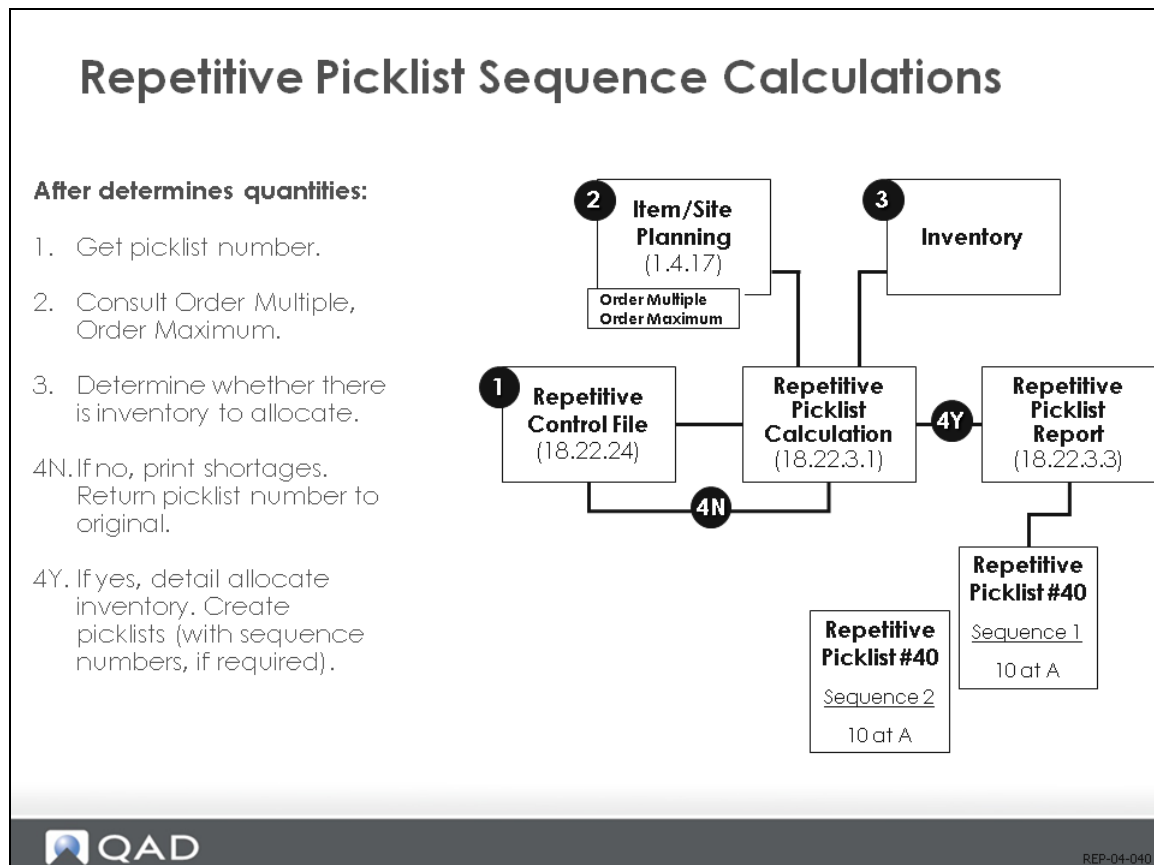 Repetitive Picklist Sequence Calculations
After determines quantities:
1. Get picklist number.
2. Consult Order Multiple,
Order Maximum.
3. Determine whether there
is inventory to allocate.
4N. If no, print shortages.
Return picklist number to
original.
4Y. If yes, detail allocate
inventory. Create
picklists (with sequence
numbers, if required).
2
Item/Site
Planning
(1.4.17)
Order Multiple
Order Maximum
3
Inventory
1
Repetitive
Control File
(18.22.24)
Repetitive
Picklist
Calculation
(18.22.3.1)
4Y
Repetitive
Picklist
Report
(18.22.3.3)
4N
Repetitive
Picklist #40
Sequence 1
10 at A
Repetitive
Picklist #40
Sequence 2
10 at A
QAD
REP-04-040